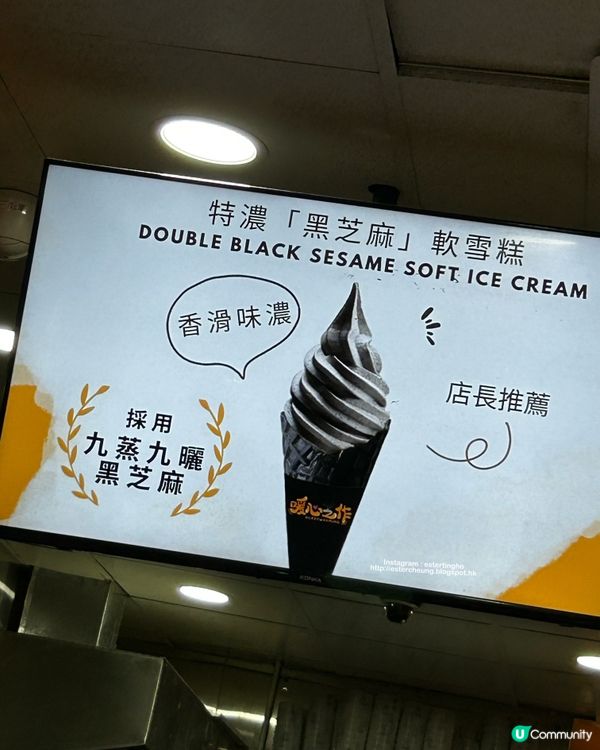 特濃「黑芝麻」軟雪糕
DOUBLE BLACK SESAME SOFT ICE CREAM
香滑味濃
店長推薦
採用
九蒸九曬
黑芝麻
暖心之作
KONKA
Instagram : estertingho
http://estercheung.blogspot.hk
U Community